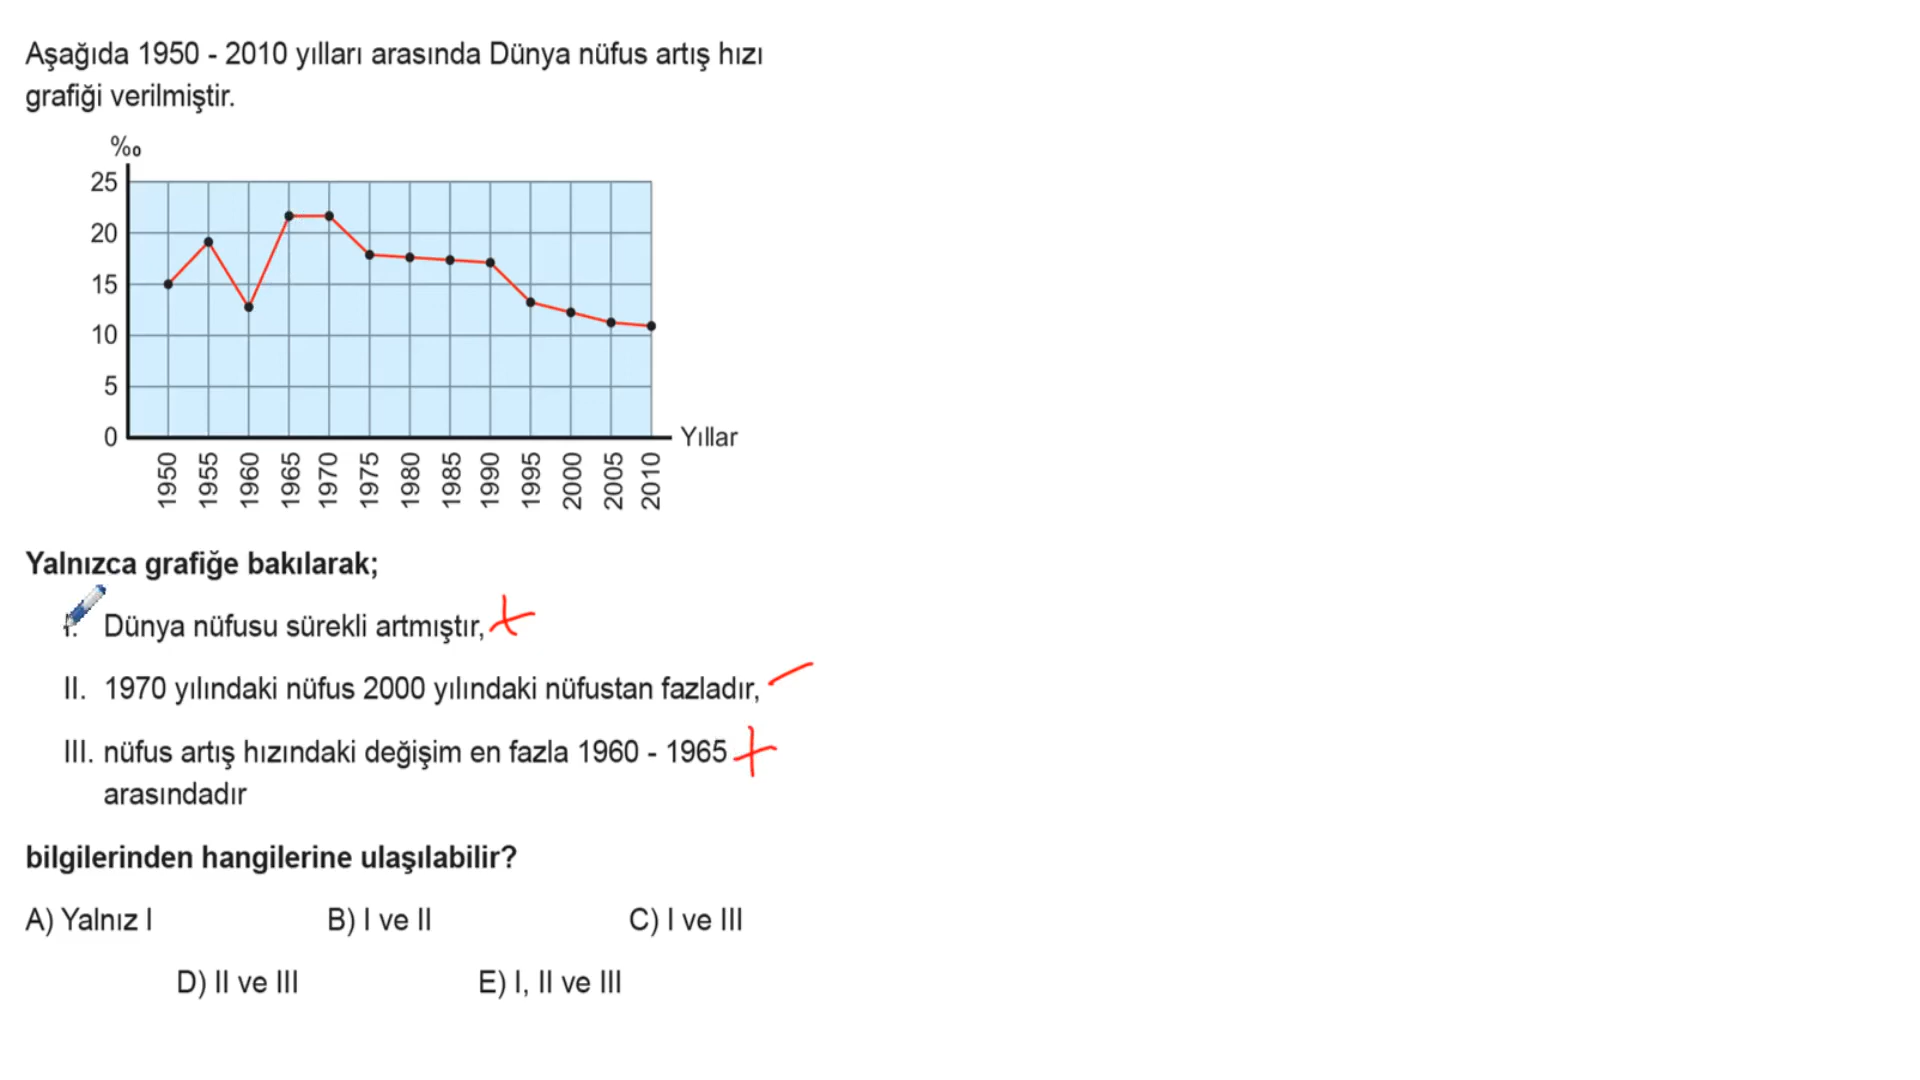 Aşağıda 1950 - 2010 yılları arasında Dünya nüfus artış hızı
grafiği verilmiştir.
‰
25
20
15
10
5
0
Yıllar
1950 1955 1960 1965 1970 1975 1980 1985 1990 1995 2000 2005 2010
Yalnızca grafiğe bakılarak;
I. Dünya nüfusu sürekli artmıştır,
II. 1970 yılındaki nüfus 2000 yılındaki nüfustan fazladır,
III. nüfus artış hızındaki değişim en fazla 1960 - 1965
arasındadır
bilgilerinden hangilerine ulaşılabilir?
A) Yalnız I B) I ve II C) I ve III
D) II ve III E) I, II ve III